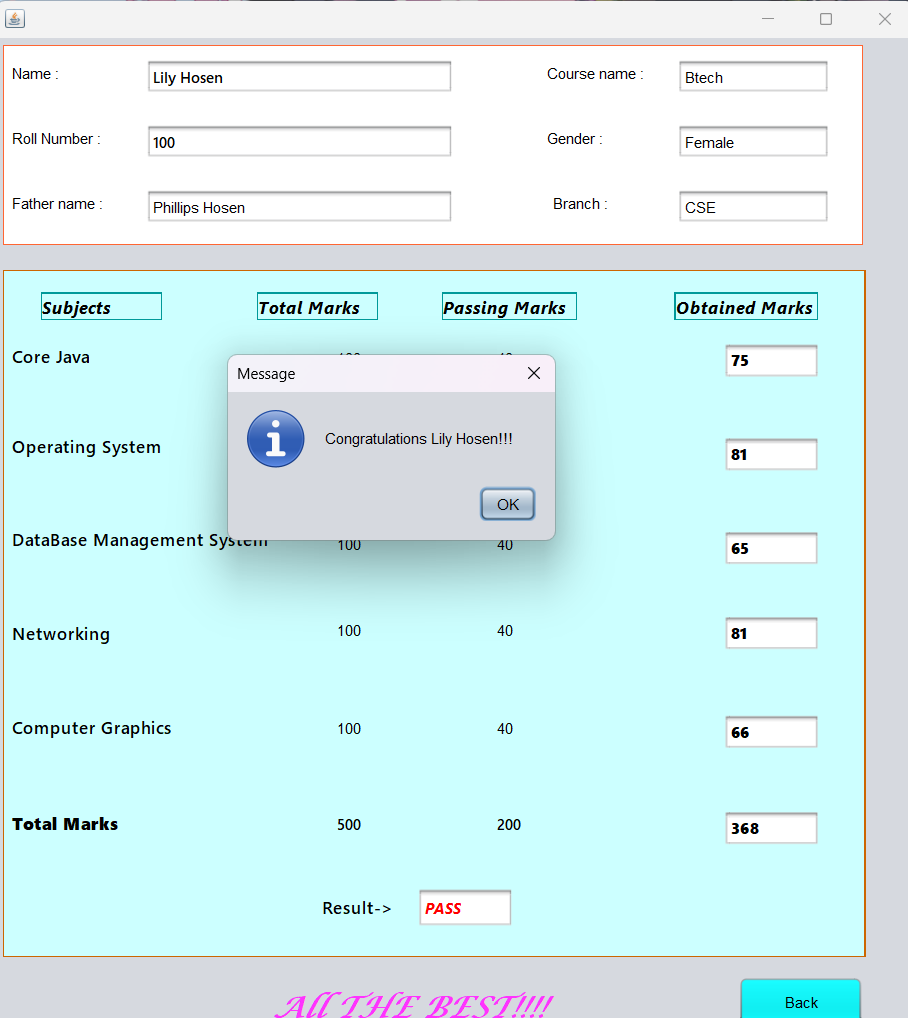 Name : Lily Hosen Course name : Btech
Roll Number : 100 Gender : Female
Father name : Phillips Hosen Branch : CSE
Subjects Total Marks Passing Marks Obtained Marks
Core Java 75
Message
Congratulations Lily Hosen!!!
OK
Operating System 81
DataBase Management System 100 40 65
Networking 100 40 81
Computer Graphics 100 40 66
Total Marks 500 200 368
Result-> PASS
All THE BEST!!!! Back